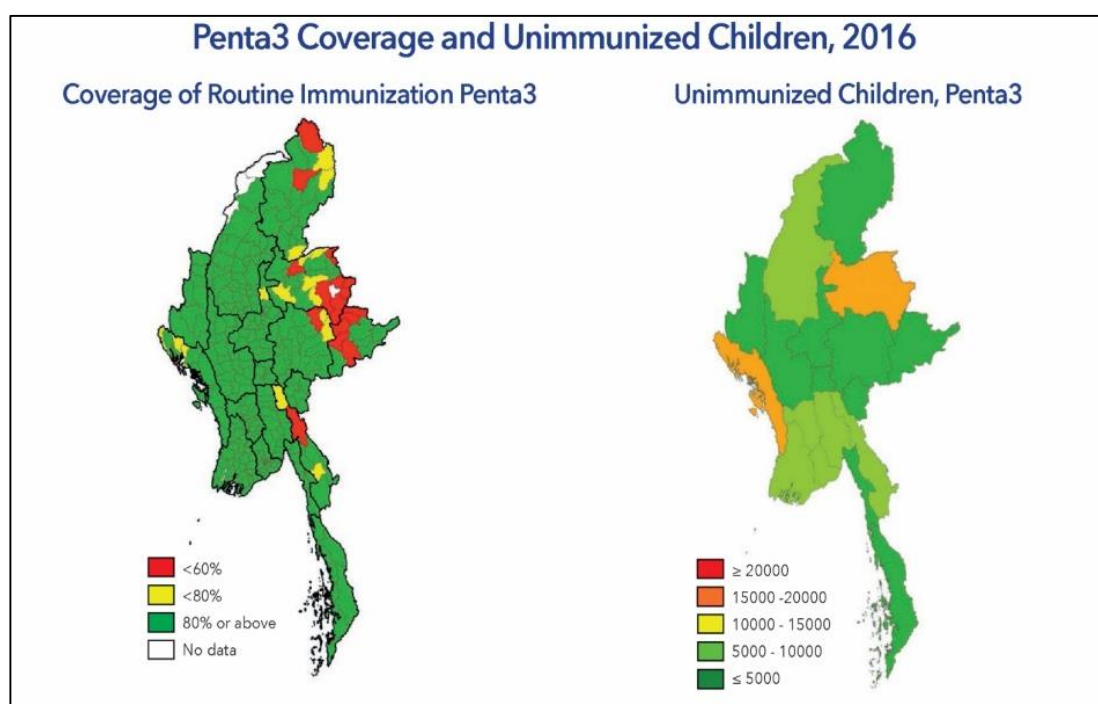 Penta3 Coverage and Unimmunized Children, 2016
Coverage of Routine Immunization Penta3
<60%
<80%
80% or above
No data
Unimmunized Children, Penta3
≥ 20000
15000 -20000
10000 - 15000
5000 - 10000
≤ 5000